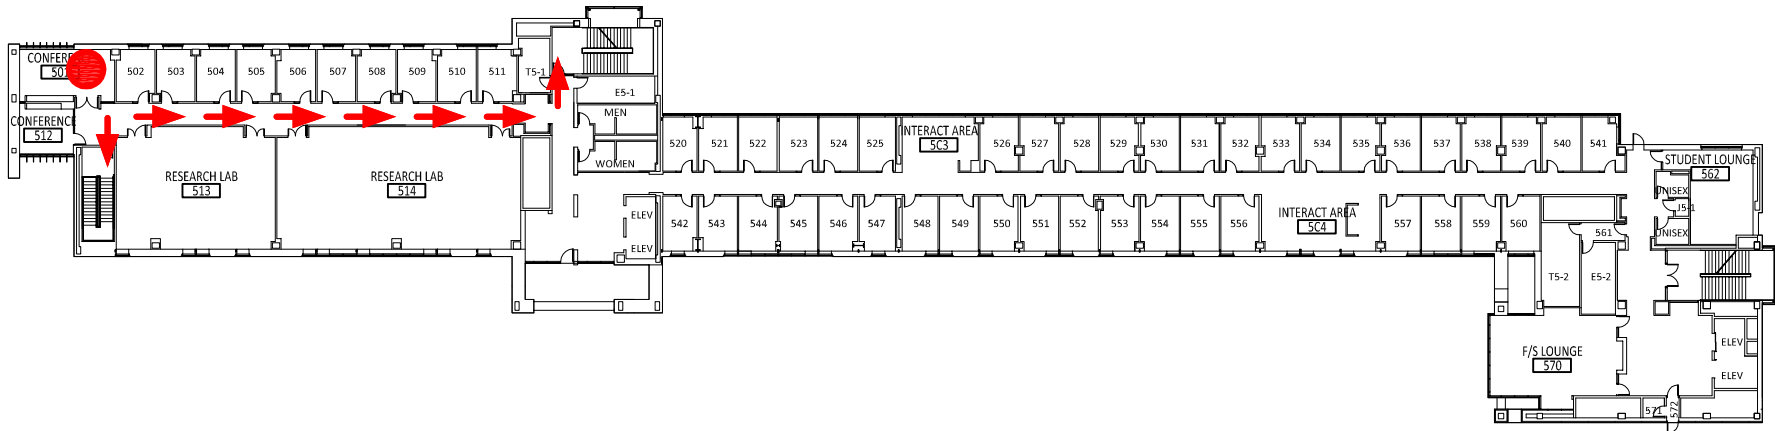 CONFERENCE
501
502 503 504 505 506 507 508 509 510 511
T5-1
E5-1
MEN
WOMEN
CONFERENCE
512
RESEARCH LAB
513
RESEARCH LAB
514
ELEV
ELEV
520 521 522 523 524 525
INTERACT AREA
5C3
526 527 528 529 530 531 532 533 534 535 536 537 538 539 540 541
542 543 544 545 546 547 548 549 550 551 552 553 554 555 556
INTERACT AREA
5C4
557 558 559 560
561
STUDENT LOUNGE
562
UNISEX
J5-1
UNISEX
T5-2
E5-2
F/S LOUNGE
570
ELEV
ELEV
571
572